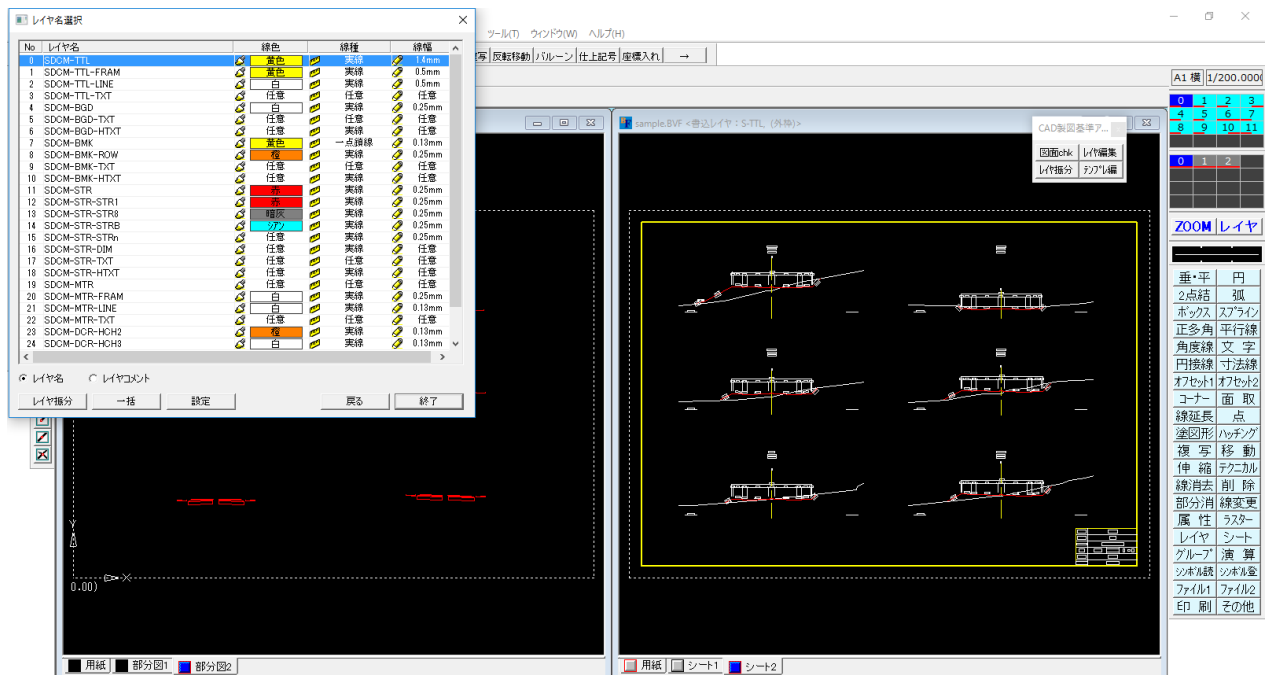 レイヤ名選択
ツール(T) ウィンドウ(W) ヘルプ(H)
反転移動 バルーン 仕上記号 座標入れ →
No レイヤ名 線色 線種 線幅
0 SDCM-TTL 黄色 実線 1.4mm
1 SDCM-TTL-FRAM 黄色 実線 0.5mm
2 SDCM-TTL-LINE 白 実線 0.5mm
3 SDCM-TTL-TXT 任意 実線 任意
4 SDCM-BGD 白 実線 0.25mm
5 SDCM-BGD-TXT 任意 実線 任意
6 SDCM-BGD-HTXT 任意 実線 任意
7 SDCM-BMK 黄色 一点鎖線 0.13mm
8 SDCM-BMK-ROW 橙 実線 0.25mm
9 SDCM-BMK-TXT 任意 実線 任意
10 SDCM-BMK-HTXT 任意 実線 任意
11 SDCM-STR 赤 実線 0.25mm
12 SDCM-STR-STR1 赤 実線 0.25mm
13 SDCM-STR-STR8 暗灰 実線 0.25mm
14 SDCM-STR-STRB シアン 実線 0.25mm
15 SDCM-STR-STRn 任意 実線 0.25mm
16 SDCM-STR-DIM 任意 実線 任意
17 SDCM-STR-TXT 任意 実線 任意
18 SDCM-STR-HTXT 任意 実線 任意
19 SDCM-MTR 任意 実線 任意
20 SDCM-MTR-FRAM 白 実線 0.25mm
21 SDCM-MTR-LINE 白 実線 0.13mm
22 SDCM-MTR-TXT 任意 実線 任意
23 SDCM-DCR-HCH2 橙 実線 0.13mm
24 SDCM-DCR-HCH3 白 実線 0.13mm
レイヤ名 レイヤコメント
レイヤ振分 一括 設定 戻る 終了
Y
X
0.00)
用紙 部分図1 部分図2
sample.BVF <書込レイヤ：S-TTL (外枠)>
CAD製図基準ア...
図面chk レイヤ編集
レイヤ振分 テンプレ編
用紙 シート1 シート2
A1 横 1/200.000
0 1 2 3
4 5 6 7
8 9 10 11
0 1 2
ZOOM レイヤ
垂・平 円
2点結 弧
ボックス スプライン
正多角 平行線
角度線 文 字
円接線 寸法線
オフセット1 オフセット2
コーナー 面 取
線延長 点
塗図形 ハッチング
複 写 移 動
伸 縮 テクニカル
線消去 削 除
部分消 線変更
属 性 ラスター
レイヤ シート
グループ 演 算
シンボル読 シンボル登
ファイル1 ファイル2
印 刷 その他